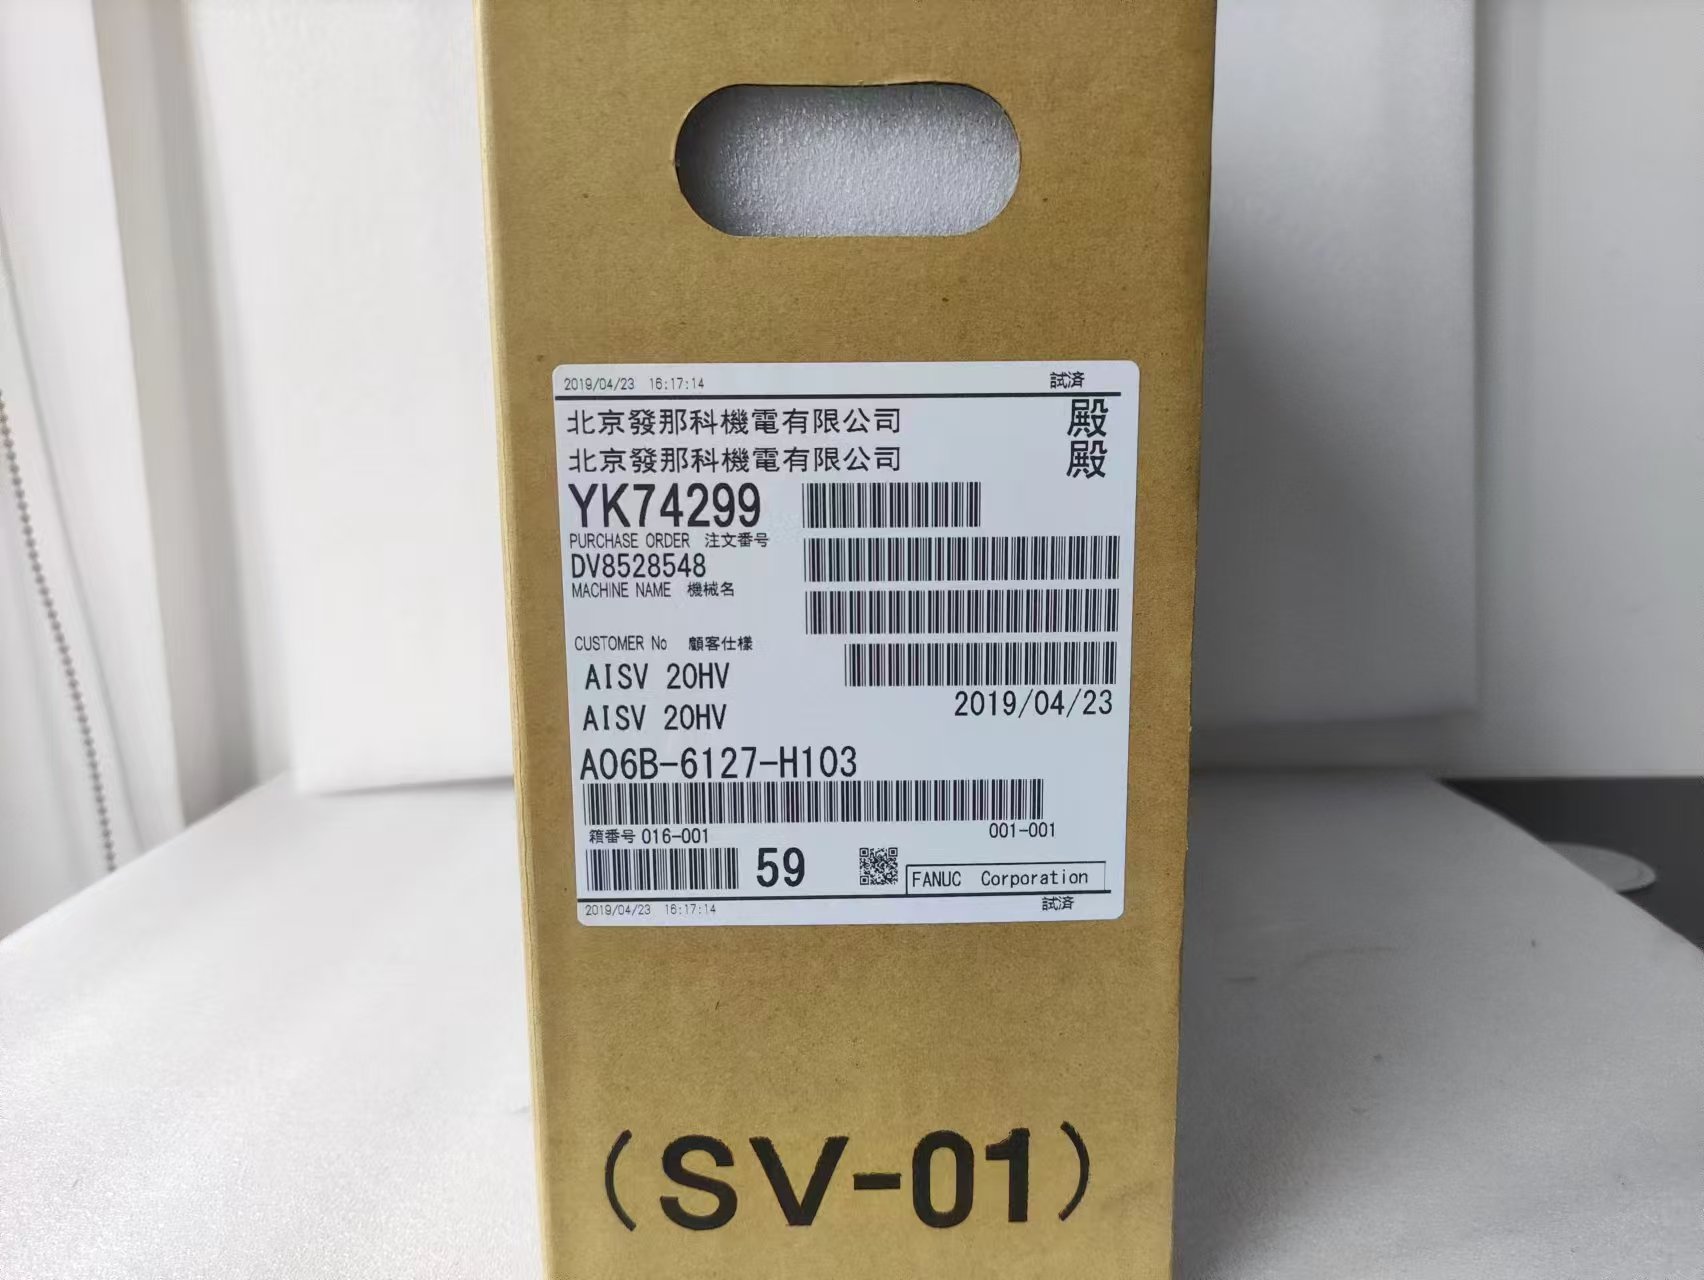 2019/04/23 16:17:14 試済
北京發那科機電有限公司 殿
北京發那科機電有限公司 殿
YK74299
PURCHASE ORDER 注文番号
DV8528548
MACHINE NAME 機械名
CUSTOMER No 顧客仕様
AISV 20HV
2019/04/23
AISV 20HV
A06B-6127-H103
箱番号 016-001 001-001
59
FANUC Corporation
2019/04/23 16:17:14 試済
(SV-01)